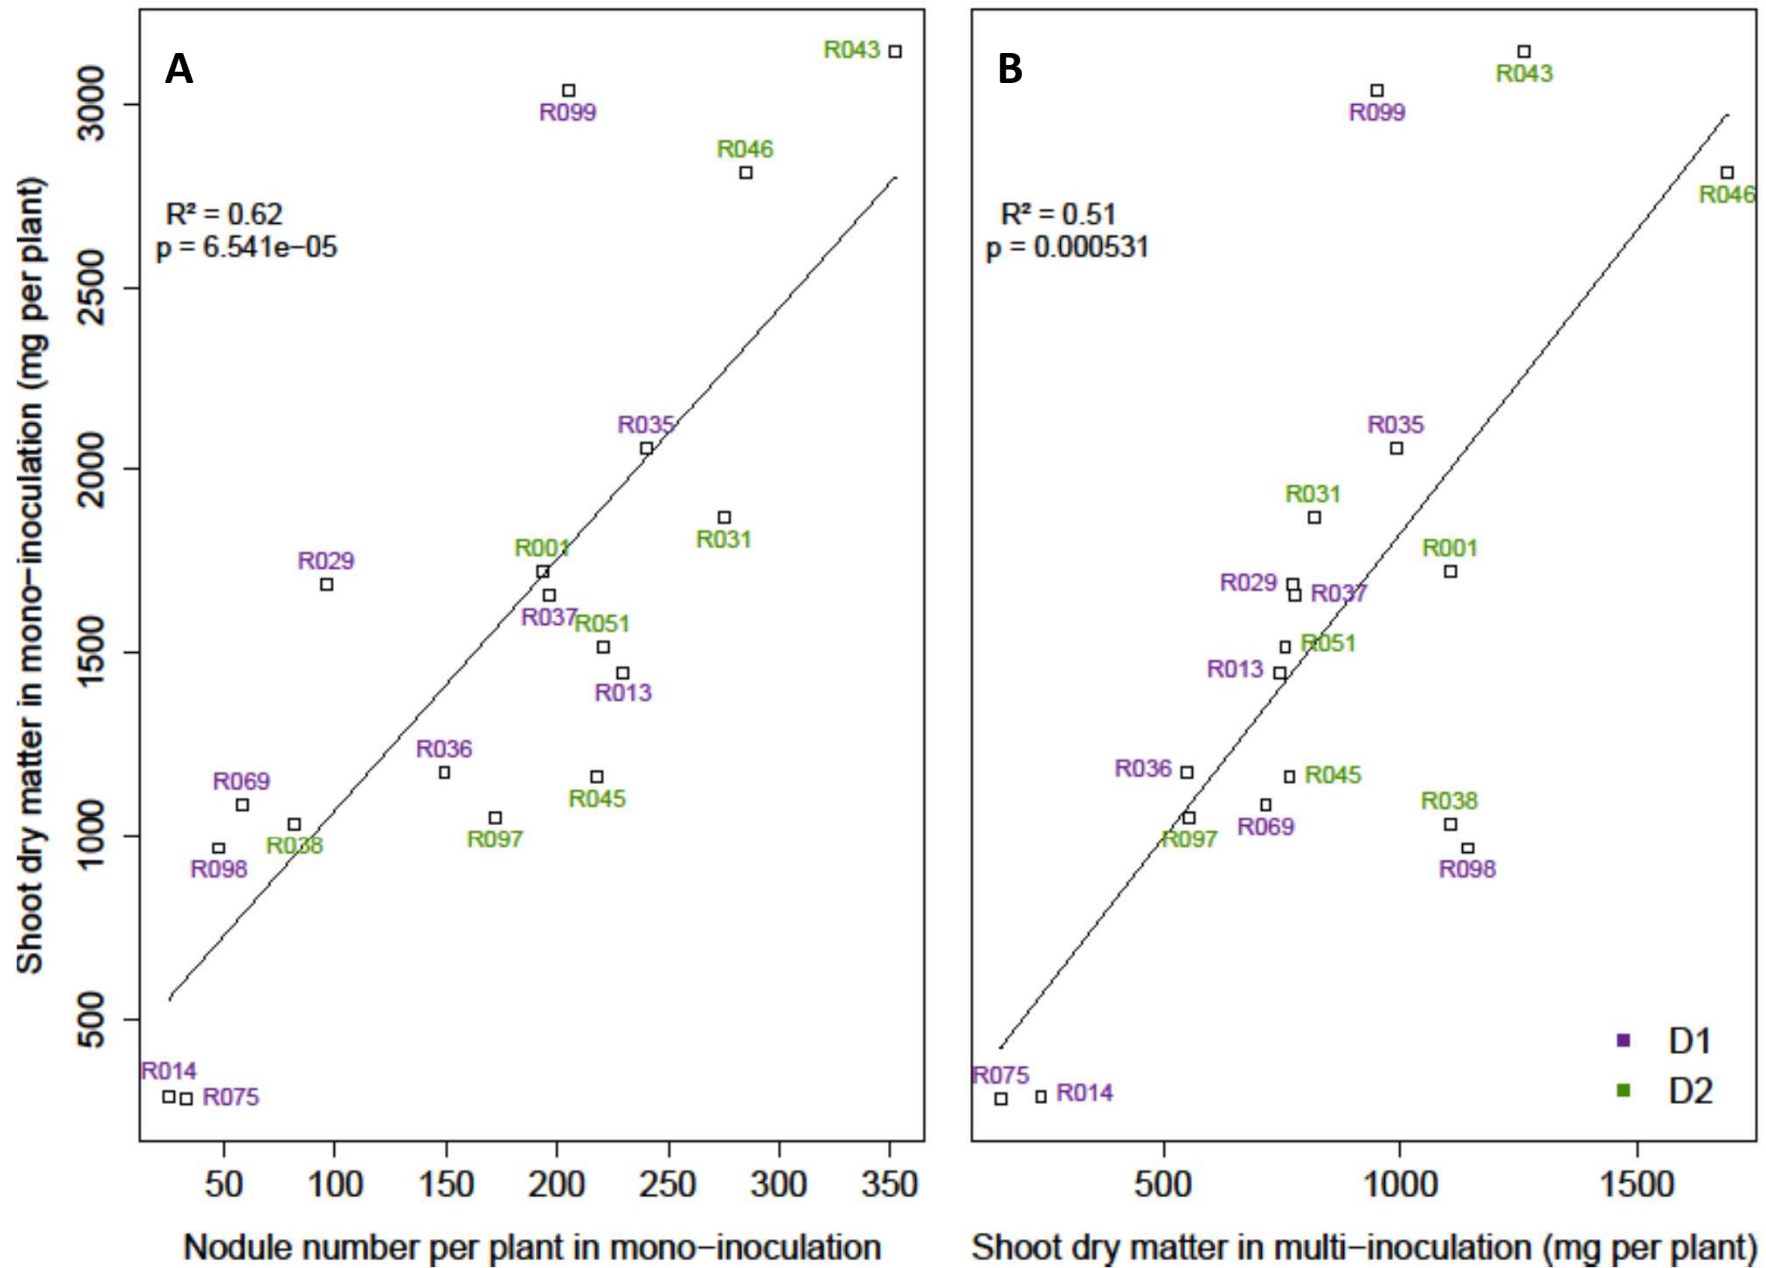 A
R043
R099
R046
R² = 0.62
p = 6.541e−05
R035
R031
R001
R029
R037
R051
R013
R036
R045
R069
R097
R038
R098
R014
R075
3000
2500
2000
1500
1000
500
Shoot dry matter in mono−inoculation (mg per plant)
50 100 150 200 250 300 350
Nodule number per plant in mono−inoculation
B
R043
R099
R046
R² = 0.51
p = 0.000531
R035
R031
R001
R029
R037
R051
R013
R036
R045
R038
R069
R097
R098
D1
D2
R075
R014
500 1000 1500
Shoot dry matter in multi−inoculation (mg per plant)